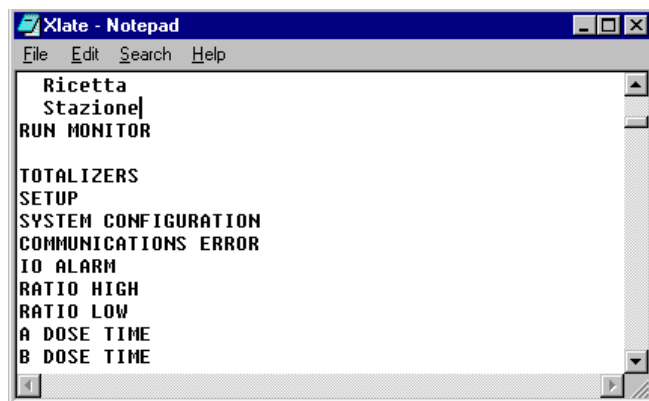 Xlate - Notepad
File Edit Search Help
Ricetta
Stazione
RUN MONITOR
TOTALIZERS
SETUP
SYSTEM CONFIGURATION
COMMUNICATIONS ERROR
IO ALARM
RATIO HIGH
RATIO LOW
A DOSE TIME
B DOSE TIME